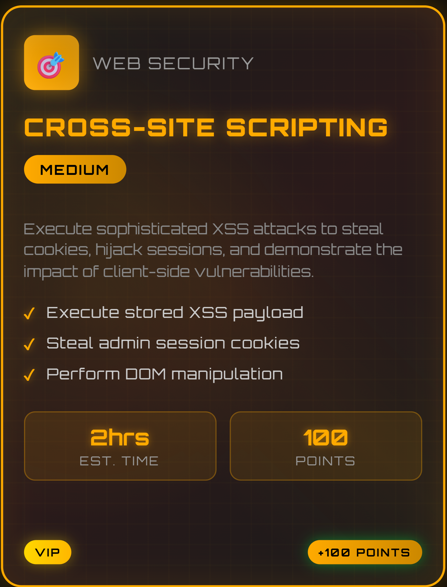 WEB SECURITY
CROSS-SITE SCRIPTING
MEDIUM
Execute sophisticated XSS attacks to steal
cookies, hijack sessions, and demonstrate the
impact of client-side vulnerabilities.
✓ Execute stored XSS payload
✓ Steal admin session cookies
✓ Perform DOM manipulation
2hrs
EST. TIME
100
POINTS
VIP
+100 POINTS